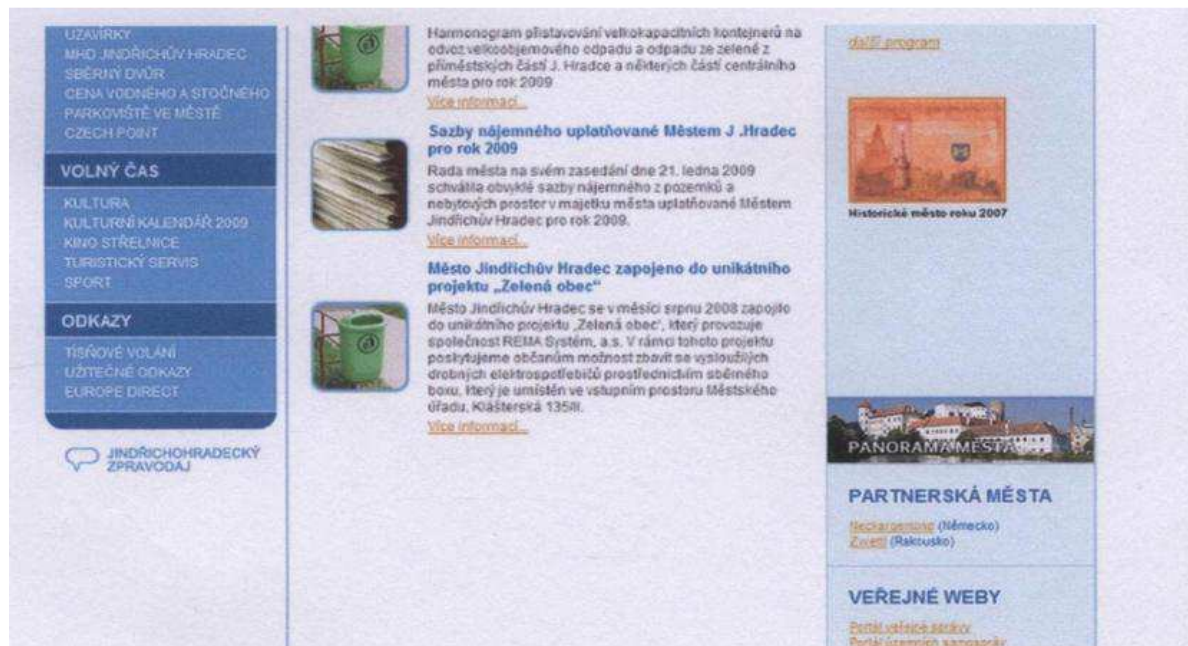 UZAVÍRKY
MHD JINDŘICHŮV HRADEC
SBĚRNÝ DVŮR
CENA VODNÉHO A STOČNÉHO
PARKOVIŠTĚ VE MĚSTĚ
CZECH POINT
VOLNÝ ČAS
KULTURA
KULTURNÍ KALENDÁŘ 2009
KINO STŘELNICE
TURISTICKÝ SERVIS
SPORT
ODKAZY
TÍSŇOVÉ VOLÁNÍ
UŽITEČNÉ ODKAZY
EUROPE DIRECT
JINDŘICHOHRADECKÝ
ZPRAVODAJ
Harmonogram přistavování velkokapacitních kontejnerů na
odvoz velkoobjemového odpadu a odpadu ze zeleně z
příměstských částí J. Hradce a některých částí centrálního
města pro rok 2009
Více informací...
Sazby nájemného uplatňované Městem J .Hradec
pro rok 2009
Rada města na svém zasedání dne 21. ledna 2009
schválila obvyklé sazby nájemného z pozemků a
nebytových prostor v majetku města uplatňované Městem
Jindřichův Hradec pro rok 2009.
Více informací...
Město Jindřichův Hradec zapojeno do unikátního
projektu „Zelená obec“
Město Jindřichův Hradec se v měsíci srpnu 2008 zapojilo
do unikátního projektu „Zelená obec“, který provozuje
společnost REMA Systém, a.s. V rámci tohoto projektu
poskytujeme občanům možnost zbavit se vysloužilých
drobných elektrospotřebičů prostřednictvím sběrného
boxu, který je umístěn ve vstupním prostoru Městského
úřadu, Klášterská 135/II.
Více informací...
další program
Historické město roku 2007
PANORAMA MĚSTA
PARTNERSKÁ MĚSTA
Neckargemünd (Německo)
Zwettl (Rakousko)
VEŘEJNÉ WEBY
Portál veřejné správy
Portál územních samospráv